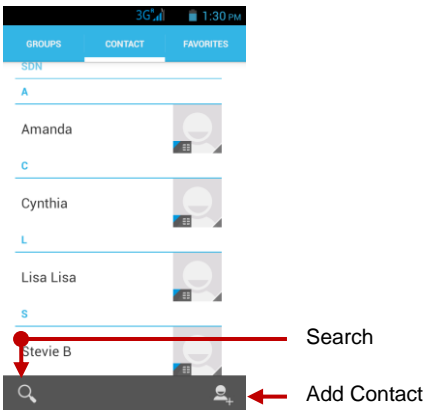 3G 1:30 PM
GROUPS CONTACT FAVORITES
SDN
A
Amanda
C
Cynthia
L
Lisa Lisa
S
Stevie B
Search
Add Contact